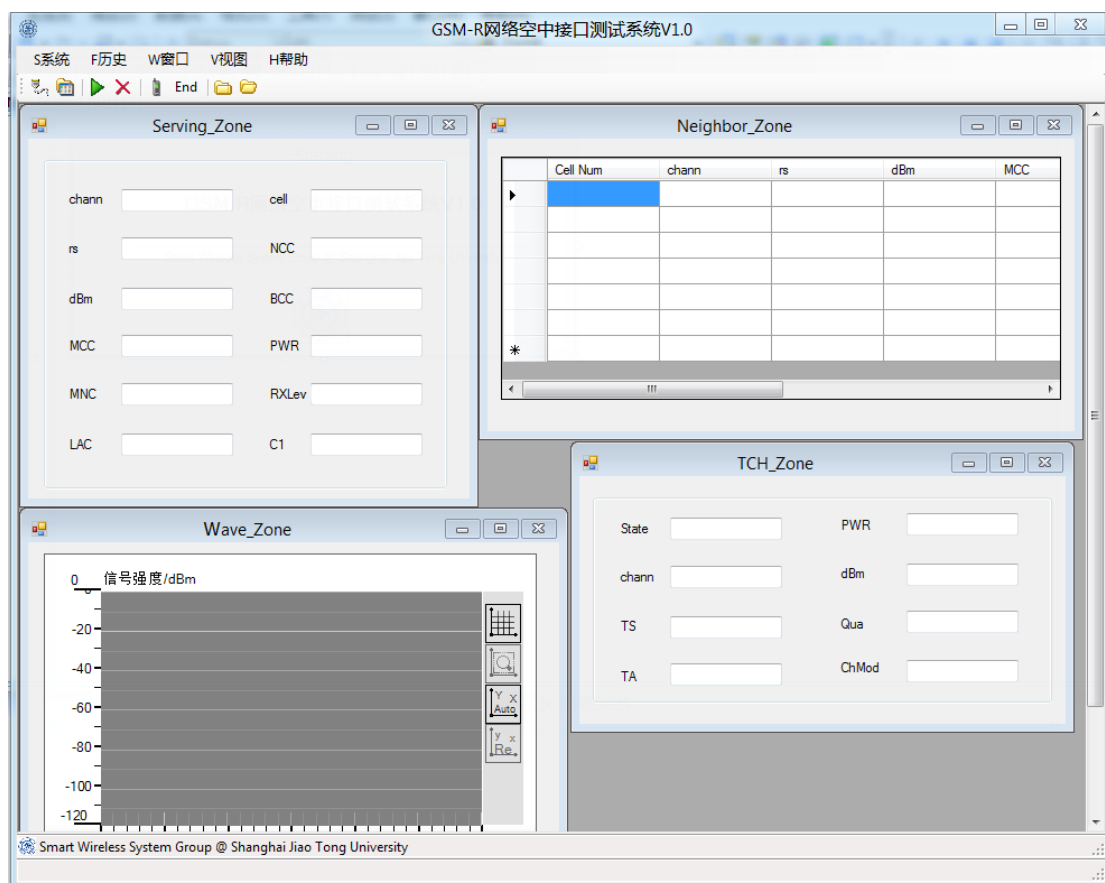 GSM-R网络空中接口测试系统V1.0
S系统 F历史 W窗口 V视图 H帮助
End
Serving_Zone
chann cell
rs NCC
dBm BCC
MCC PWR
MNC RXLev
LAC C1
Neighbor_Zone
Cell Num chann rs dBm MCC
Wave_Zone
0 信号强度/dBm
-20
-40
-60
-80
-100
-120
Y X
Auto
y x
Re.
TCH_Zone
State PWR
chann dBm
TS Qua
TA ChMod
Smart Wireless System Group @ Shanghai Jiao Tong University